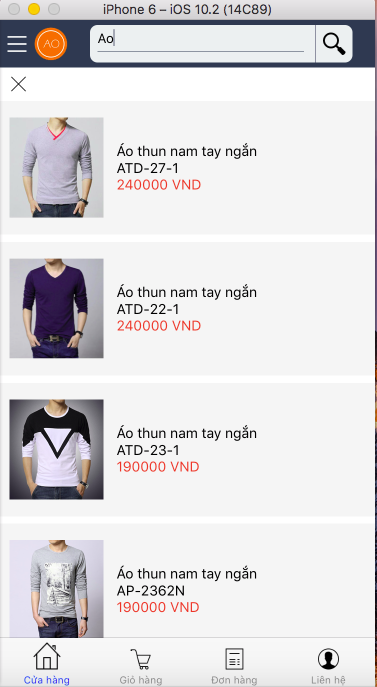 iPhone 6 – iOS 10.2 (14C89)
AO
Ao
Áo thun nam tay ngắn
ATD-27-1
240000 VND
Áo thun nam tay ngắn
ATD-22-1
240000 VND
Áo thun nam tay ngắn
ATD-23-1
190000 VND
Áo thun nam tay ngắn
AP-2362N
190000 VND
Cửa hàng
Giỏ hàng
Đơn hàng
Liên hệ